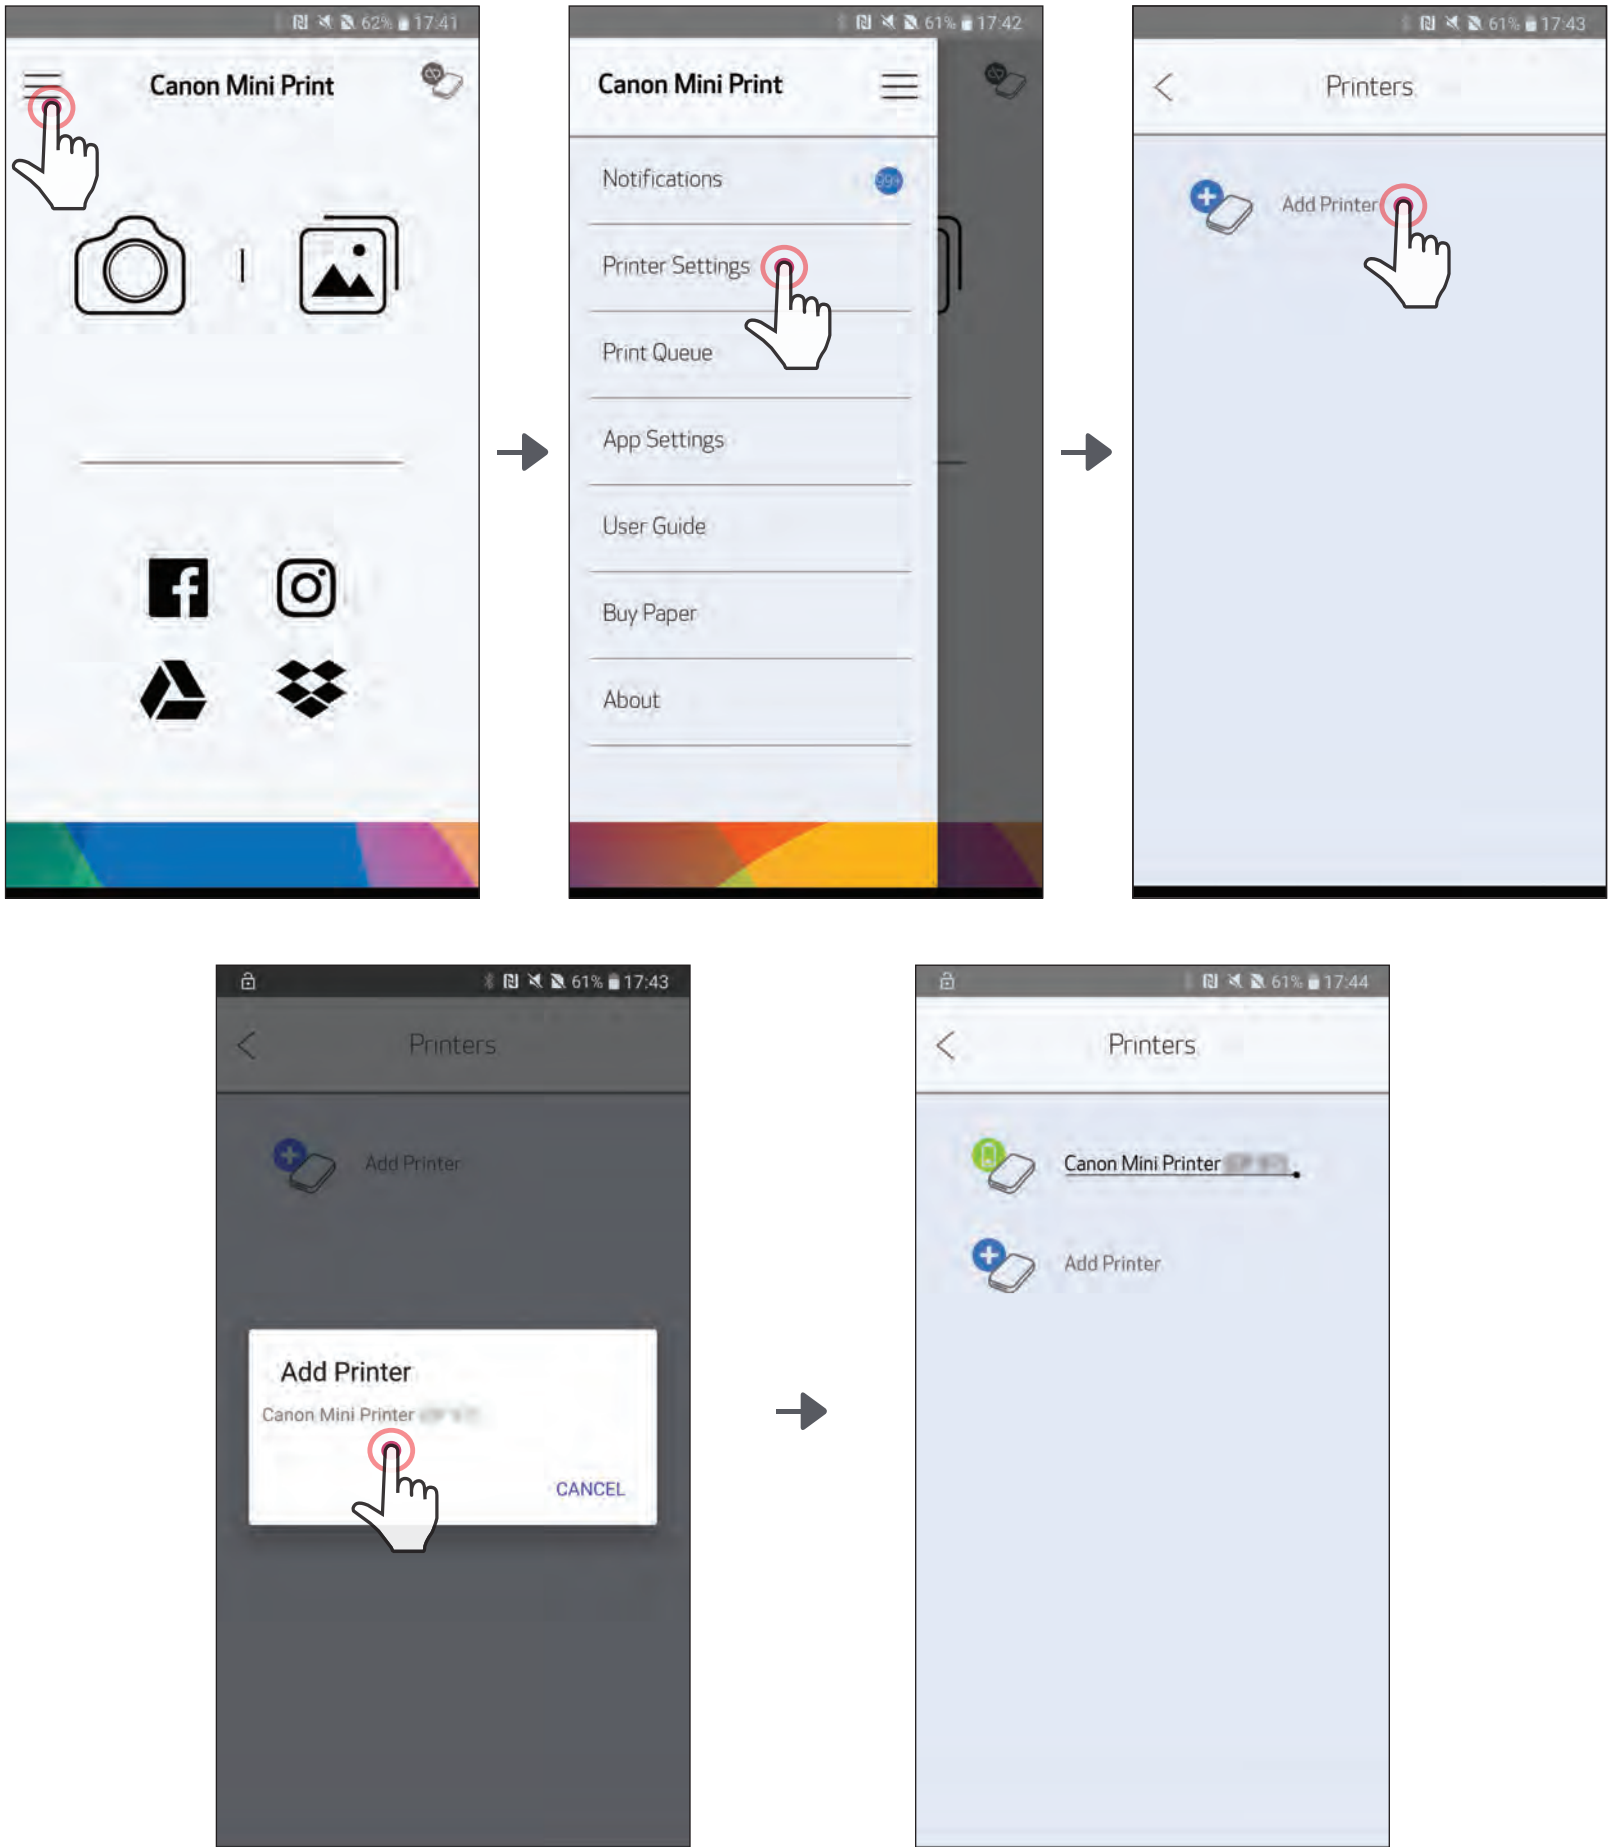 62% 17:41
Canon Mini Print
61% 17:42
Canon Mini Print
Notifications
99+
Printer Settings
Print Queue
App Settings
User Guide
Buy Paper
About
61% 17:43
Printers
Add Printer
61% 17:43
Printers
Add Printer
Add Printer
Canon Mini Printer
CANCEL
61% 17:44
Printers
Canon Mini Printer
Add Printer